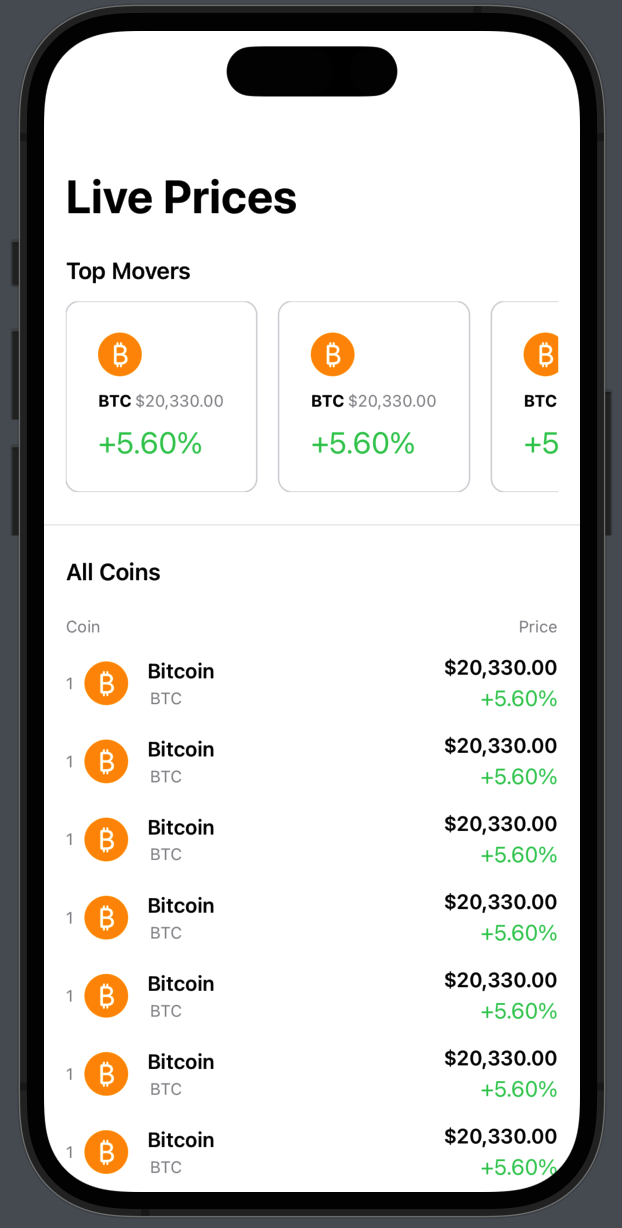 Live Prices
Top Movers
BTC $20,330.00
+5.60%
BTC $20,330.00
+5.60%
BTC
+5
All Coins
Coin Price
1 Bitcoin $20,330.00
BTC +5.60%
1 Bitcoin $20,330.00
BTC +5.60%
1 Bitcoin $20,330.00
BTC +5.60%
1 Bitcoin $20,330.00
BTC +5.60%
1 Bitcoin $20,330.00
BTC +5.60%
1 Bitcoin $20,330.00
BTC +5.60%
1 Bitcoin $20,330.00
BTC +5.60%